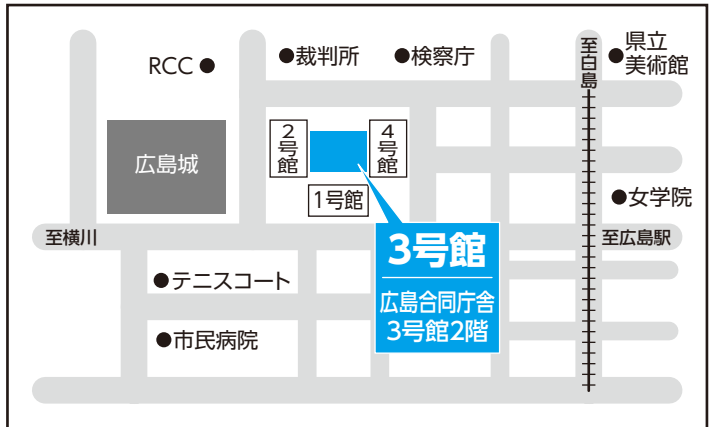 RCC●
●裁判所
●検察庁
至白島
●県立
美術館
広島城
2号館
4号館
1号館
●女学院
至横川
3号館
至広島駅
広島合同庁舎
3号館2階
●テニスコート
●市民病院